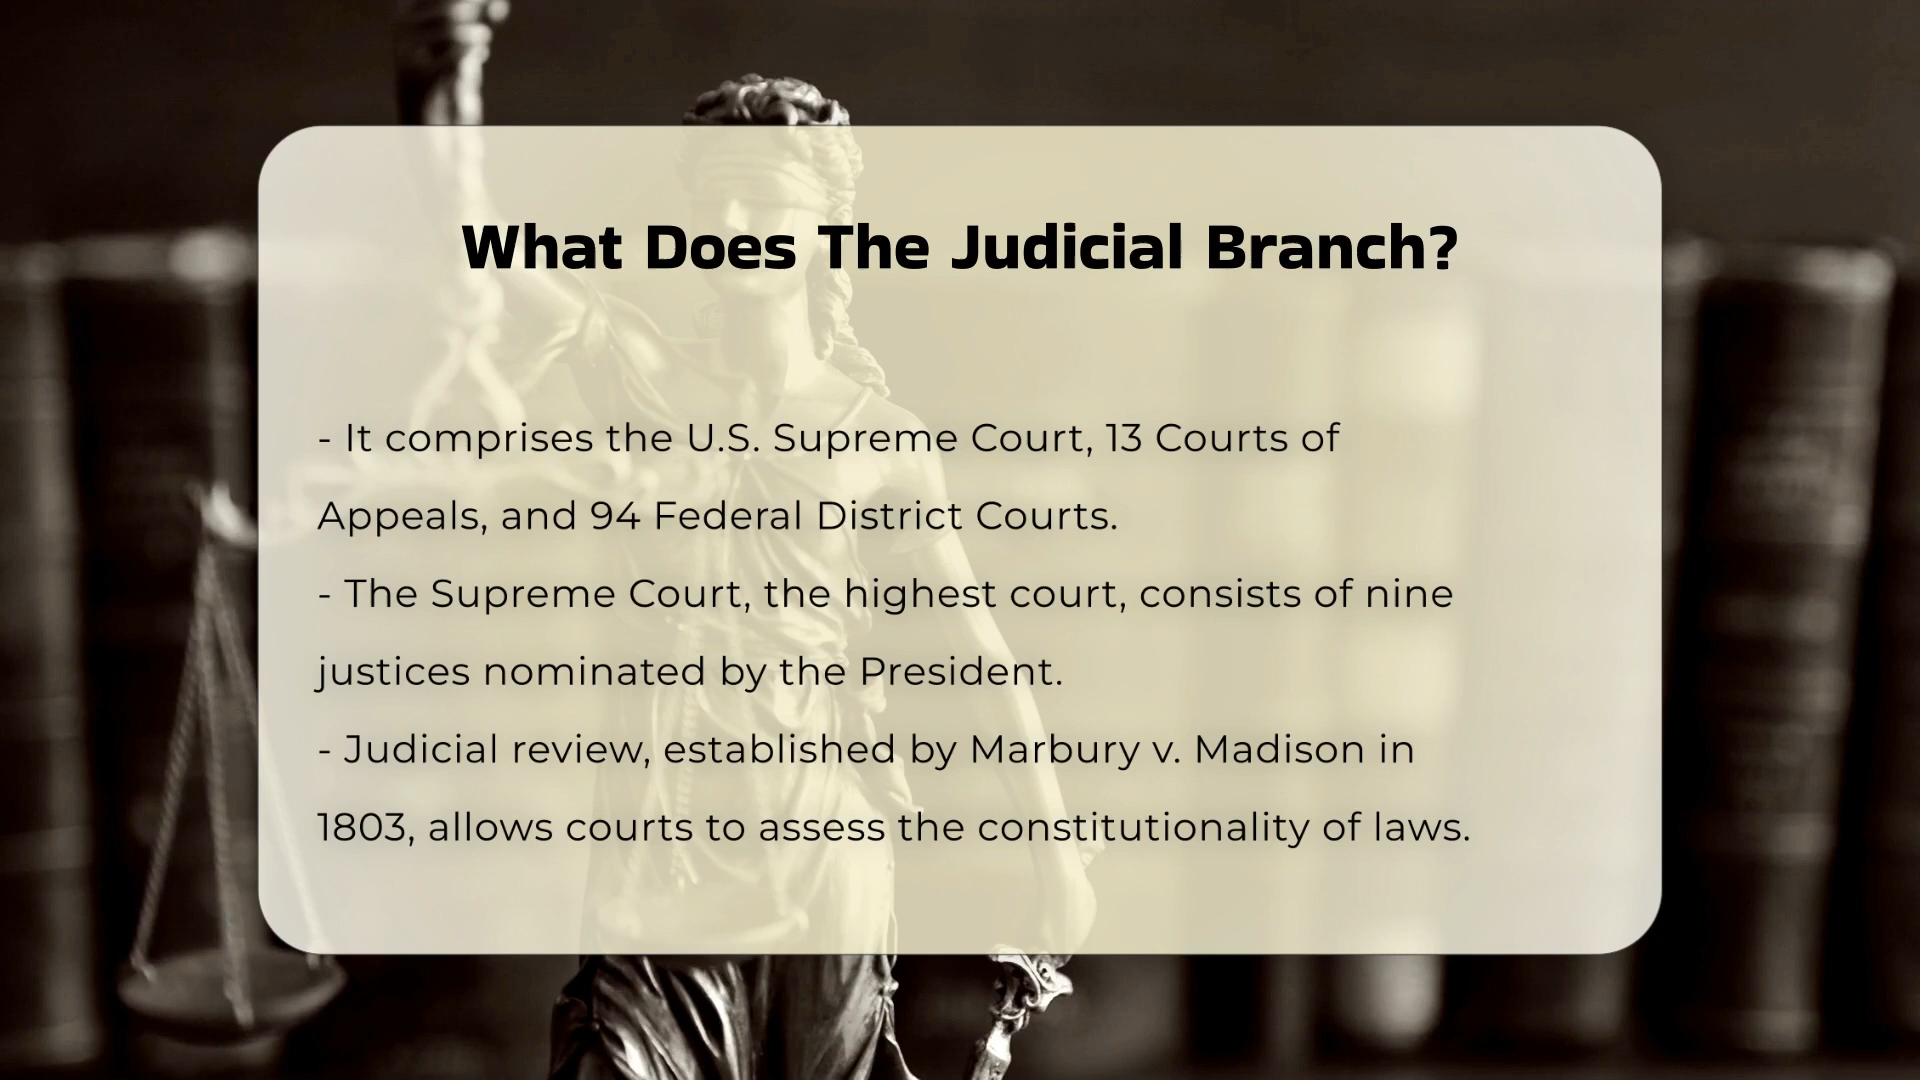 What Does The Judicial Branch?
- It comprises the U.S. Supreme Court, 13 Courts of
Appeals, and 94 Federal District Courts.
- The Supreme Court, the highest court, consists of nine
justices nominated by the President.
- Judicial review, established by Marbury v. Madison in
1803, allows courts to assess the constitutionality of laws.